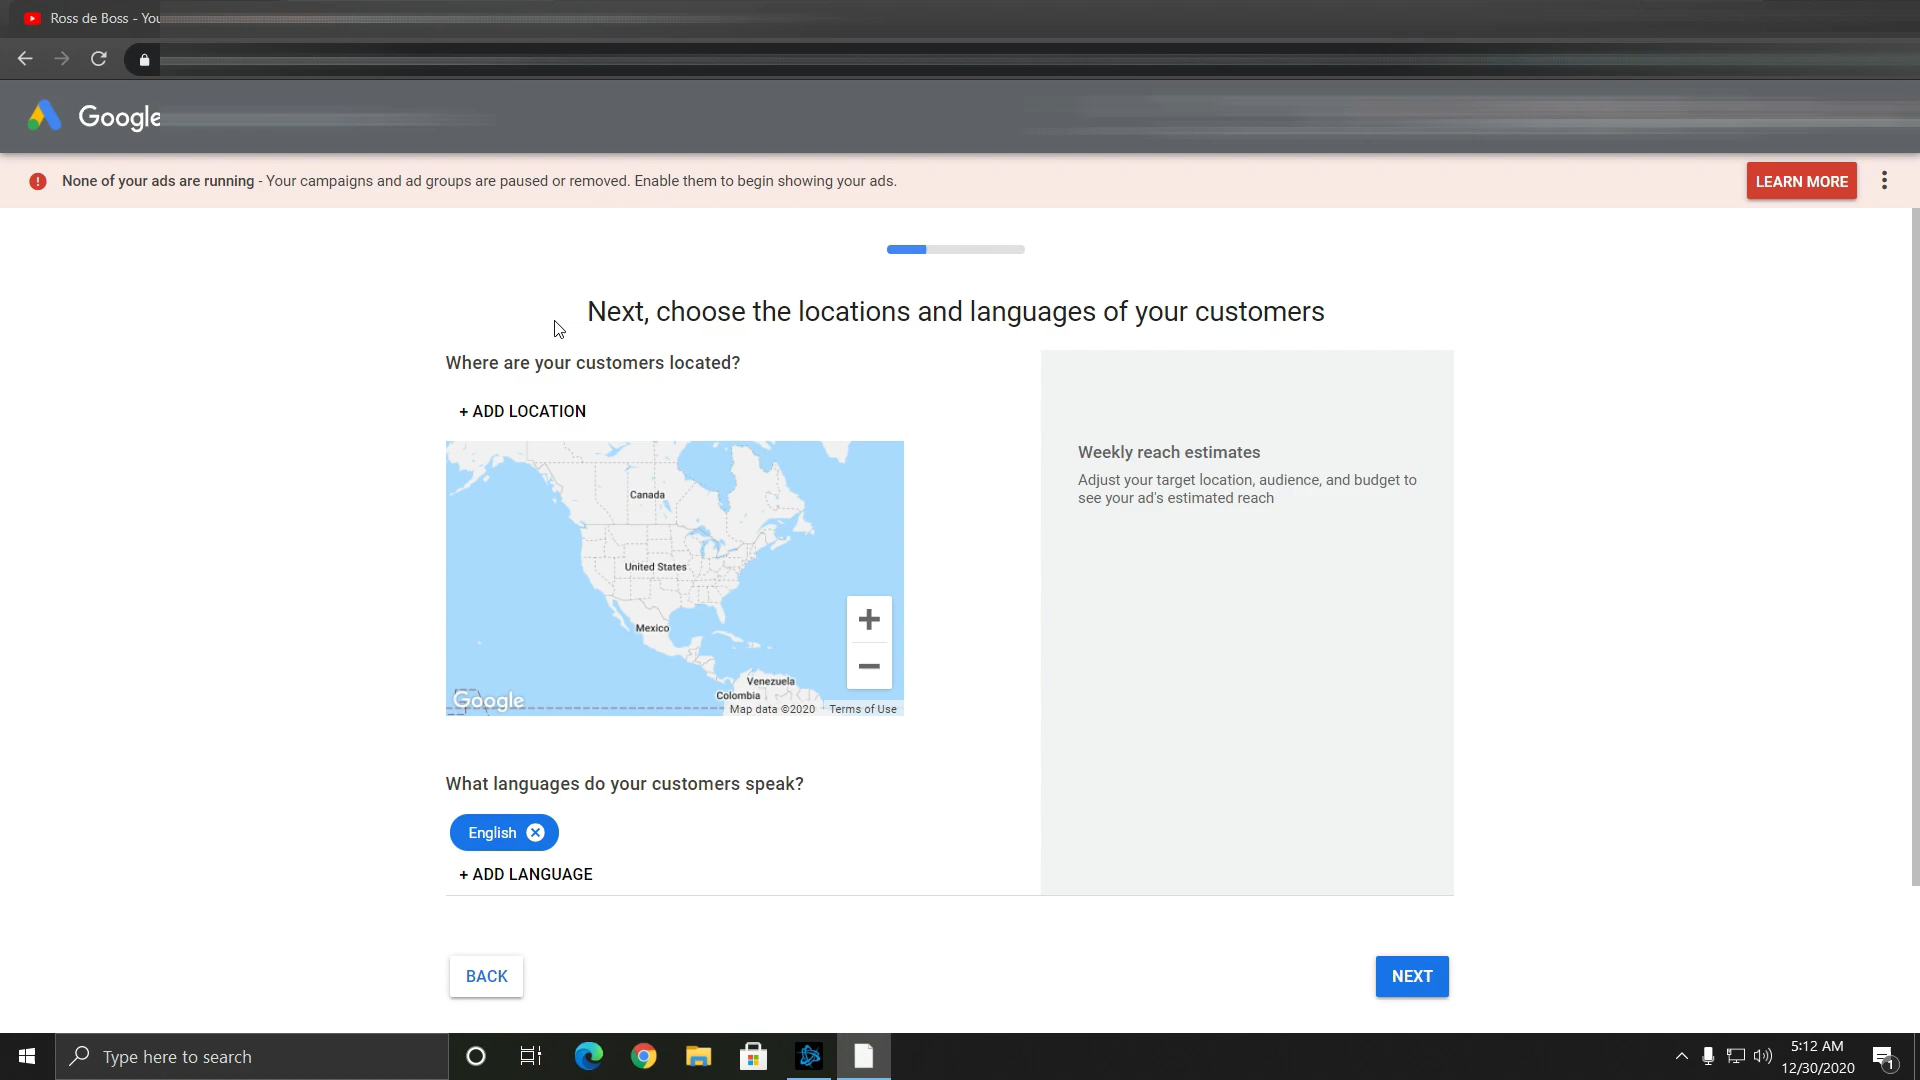 Ross de Boss - You
Google
None of your ads are running - Your campaigns and ad groups are paused or removed. Enable them to begin showing your ads.
LEARN MORE
Next, choose the locations and languages of your customers
Where are your customers located?
+ ADD LOCATION
Canada
United States
Mexico
Venezuela
Colombia
Google
Map data ©2020
Terms of Use
Weekly reach estimates
Adjust your target location, audience, and budget to
see your ad's estimated reach
What languages do your customers speak?
English
+ ADD LANGUAGE
BACK
NEXT
Type here to search
5:12 AM
12/30/2020
1